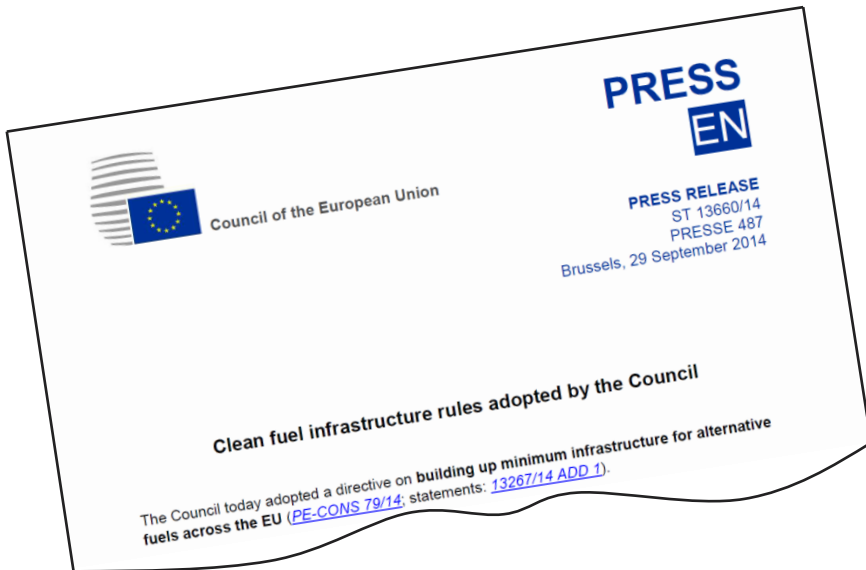 PRESS
EN
Council of the European Union
PRESS RELEASE
ST 13660/14
PRESSE 487
Brussels, 29 September 2014
Clean fuel infrastructure rules adopted by the Council
The Council today adopted a directive on building up minimum infrastructure for alternative
fuels across the EU (PE-CONS 79/14; statements: 13267/14 ADD 1).